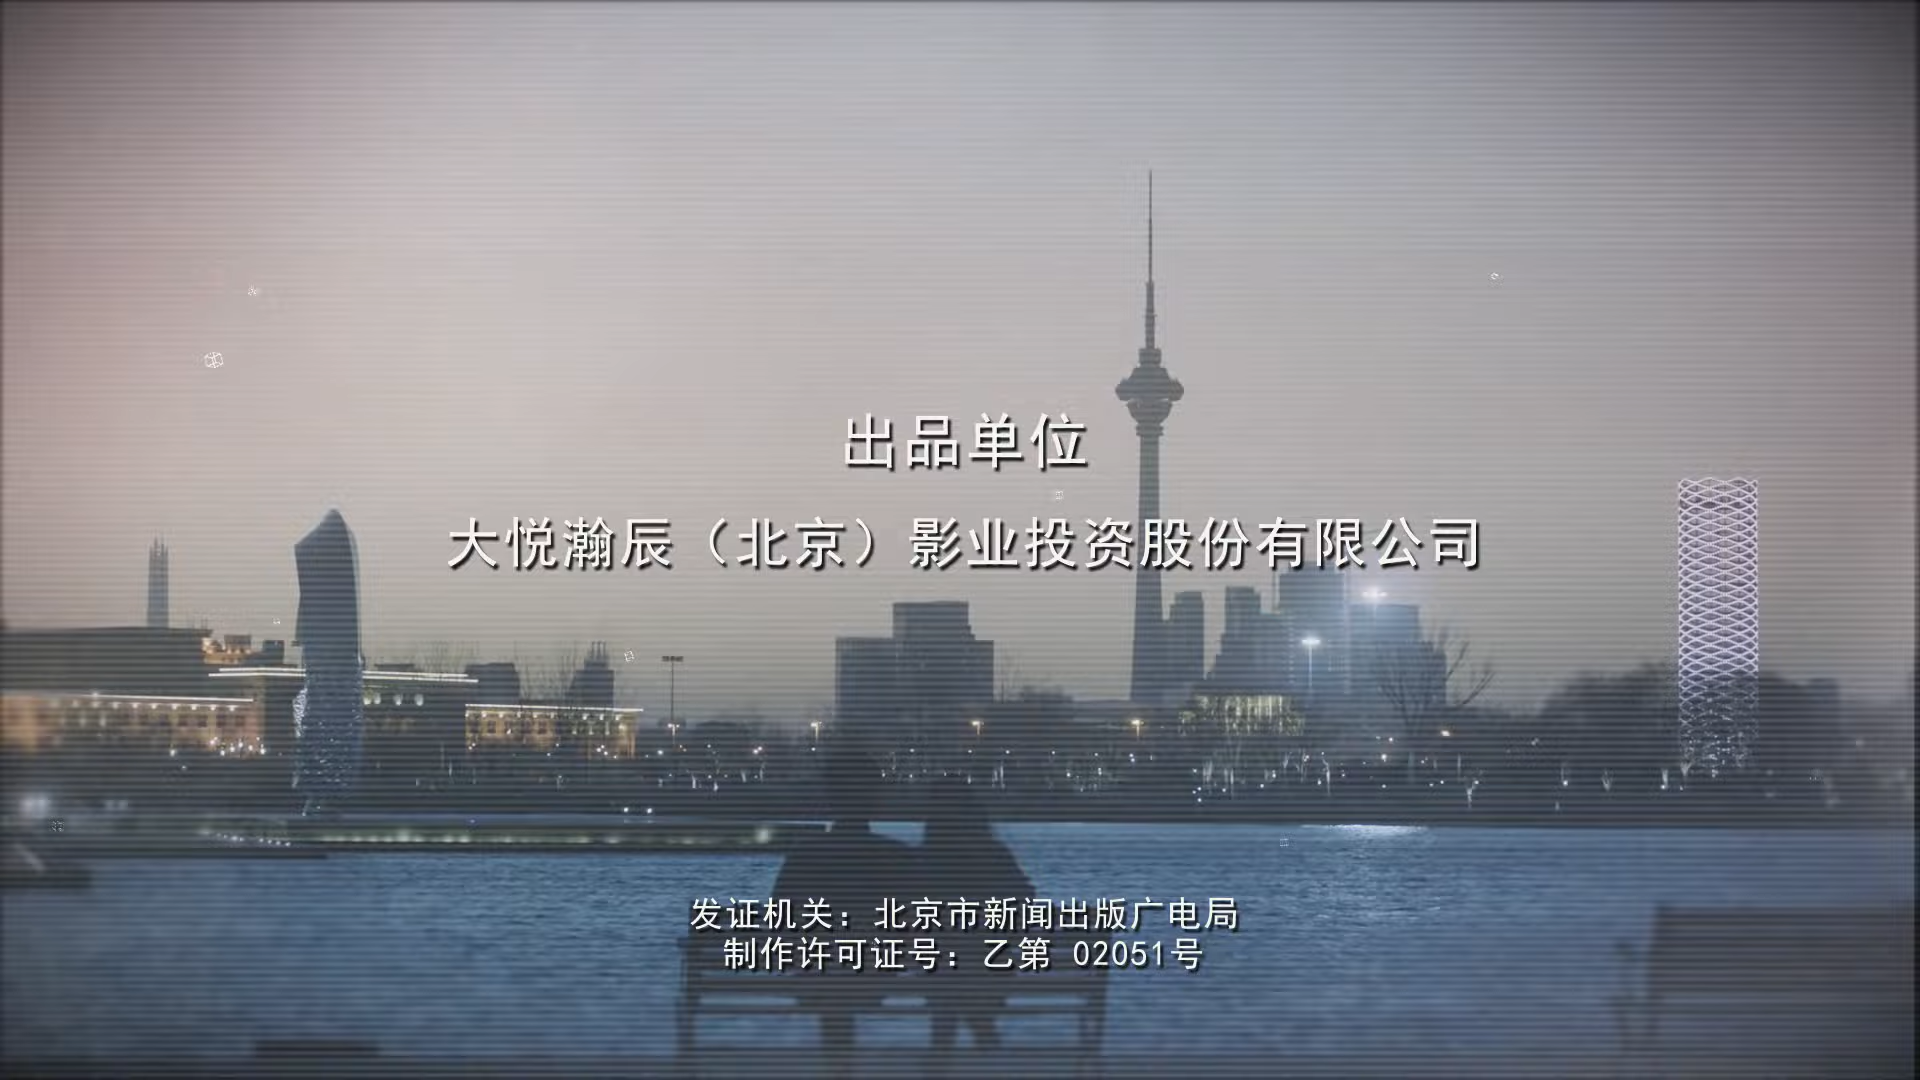 出品单位
大悦瀚辰（北京）影业投资股份有限公司
发证机关：北京市新闻出版广电局
制作许可证号：乙第 02051号